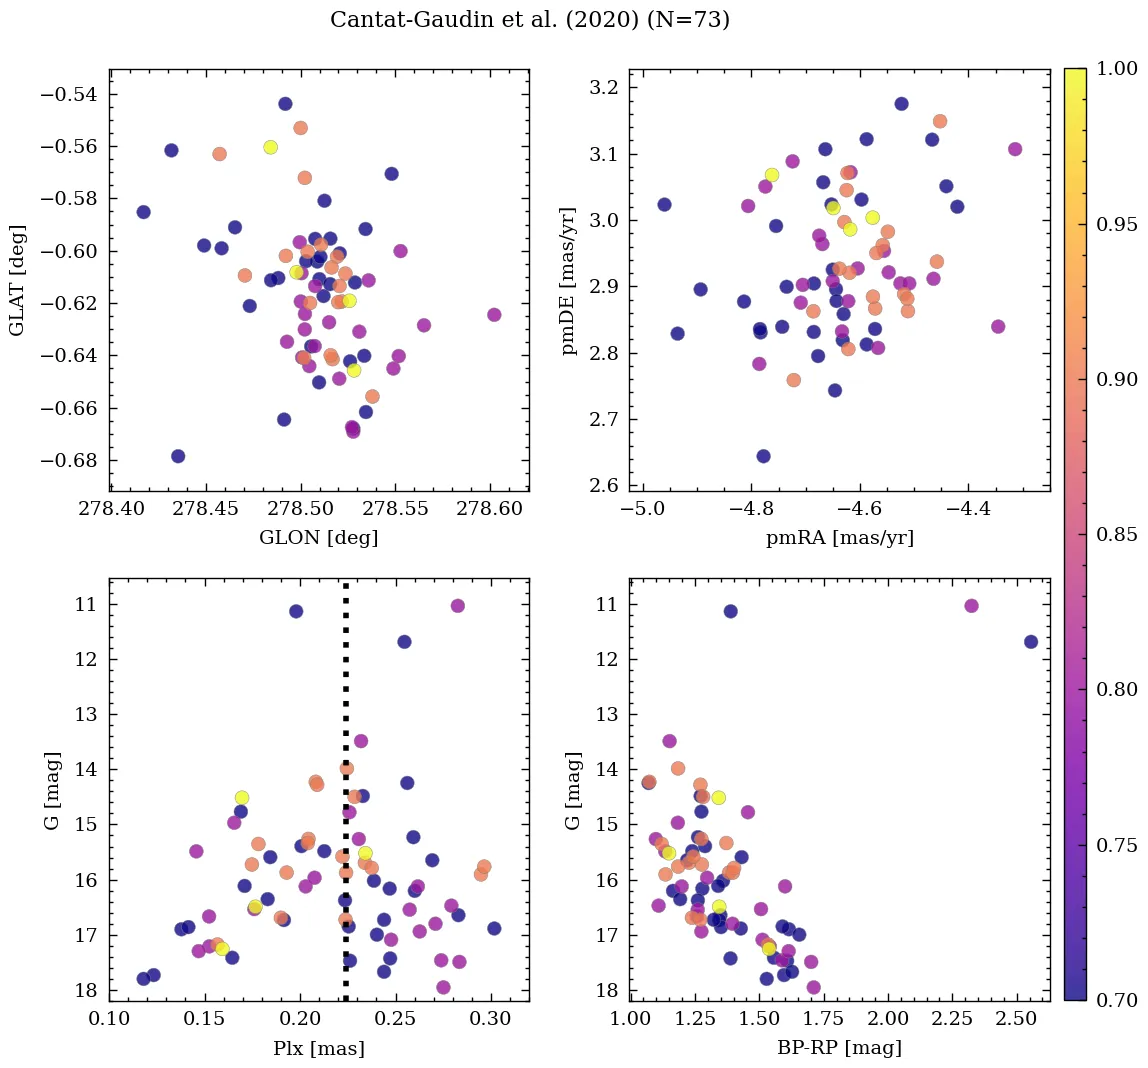 Cantat-Gaudin et al. (2020) (N=73)
−0.54
−0.56
−0.58
−0.60
−0.62
−0.64
−0.66
−0.68
GLAT [deg]
278.40 278.45 278.50 278.55 278.60
GLON [deg]
3.2
3.1
3.0
2.9
2.8
2.7
2.6
pmDE [mas/yr]
−5.0 −4.8 −4.6 −4.4
pmRA [mas/yr]
11
12
13
14
15
16
17
18
G [mag]
0.10 0.15 0.20 0.25 0.30
Plx [mas]
11
12
13
14
15
16
17
18
G [mag]
1.00 1.25 1.50 1.75 2.00 2.25 2.50
BP-RP [mag]
1.00
0.95
0.90
0.85
0.80
0.75
0.70